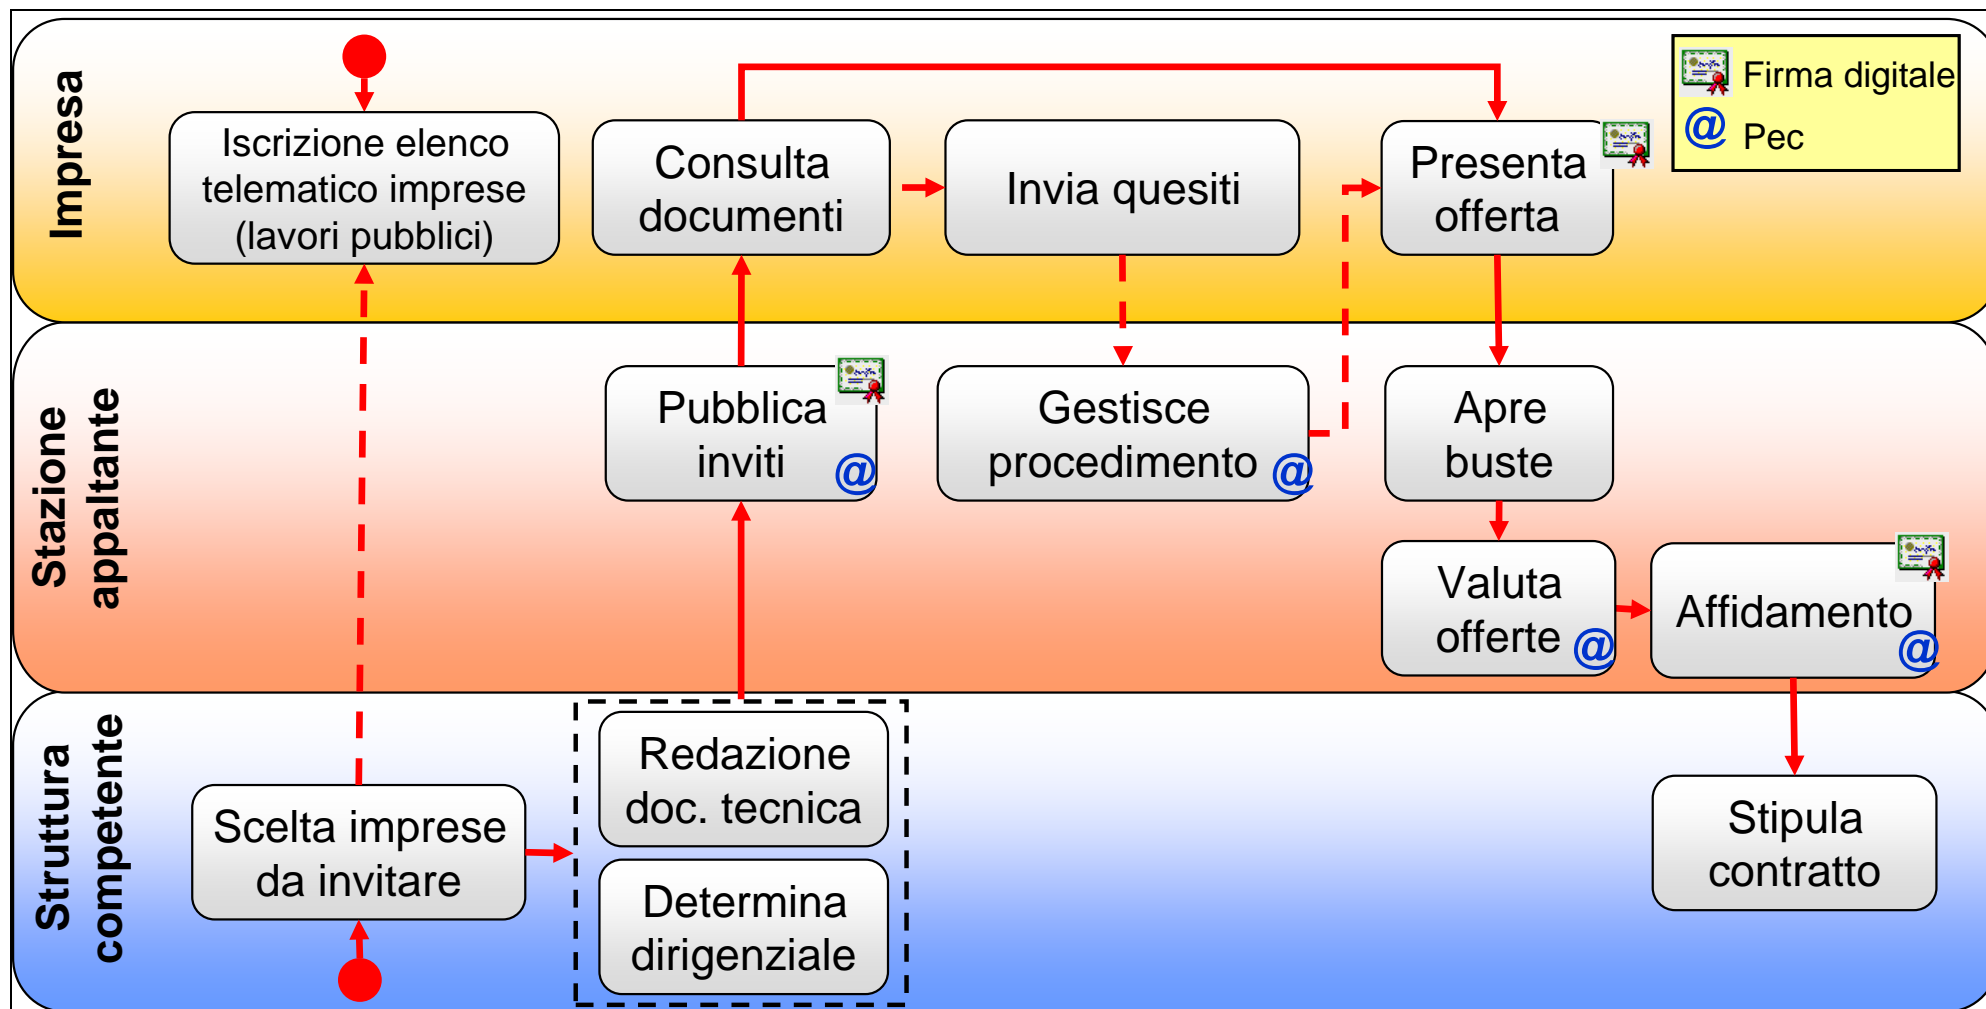 Impresa
Iscrizione elenco
telematico imprese
(lavori pubblici)
Consulta
documenti
Invia quesiti
Presenta
offerta
Firma digitale
@ Pec
Stazione
appaltante
Pubblica
inviti
@
Gestisce
procedimento
@
Apre
buste
Valuta
offerte
@
Affidamento
@
Struttura
competente
Scelta imprese
da invitare
Redazione
doc. tecnica
Determina
dirigenziale
Stipula
contratto